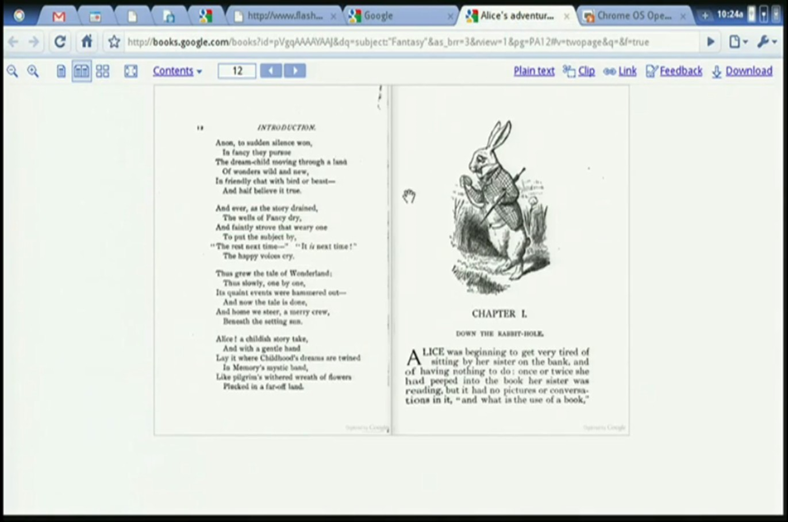 http://www.flash...
Google
Alice's adventur...
Chrome OS Ope...
10:24a
http://books.google.com/books?id=pVgqAAAAYAAJ&dq=subject:"Fantasy"&as_brr=3&rview=1&pg=PA12#v=twopage&q=&f=true
Contents
12
Plain text
Clip
Link
Feedback
Download
12 INTRODUCTION.
Anon, to sudden silence won,
In fancy they pursue
The dream-child moving through a land
Of wonders wild and new,
In friendly chat with bird or beast—
And half believe it true.
And ever, as the story drained,
The wells of Fancy dry,
And faintly strove that weary one
To put the subject by,
"The rest next time—" "It is next time!"
The happy voices cry.
Thus grew the tale of Wonderland:
Thus slowly, one by one,
Its quaint events were hammered out—
And now the tale is done,
And home we steer, a merry crew,
Beneath the setting sun.
Alice! a childish story take,
And with a gentle hand
Lay it where Childhood's dreams are twined
In Memory's mystic band,
Like pilgrim's withered wreath of flowers
Plucked in a far-off land.
CHAPTER I.
DOWN THE RABBIT-HOLE.
ALICE was beginning to get very tired of
sitting by her sister on the bank, and
of having nothing to do: once or twice she
had peeped into the book her sister was
reading, but it had no pictures or conversa-
tions in it, "and what is the use of a book,"
Digitized by Google
Digitized by Google